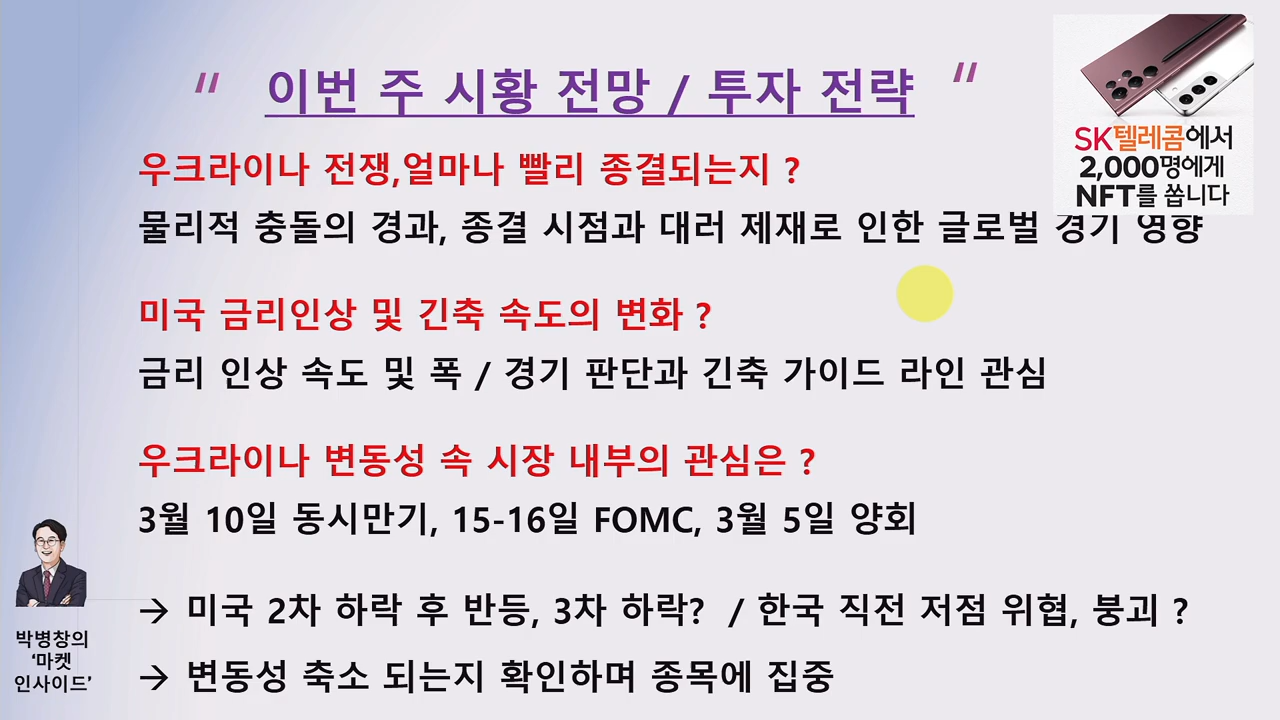 “ 이번 주 시황 전망 / 투자 전략 “
SK텔레콤에서
2,000명에게
NFT를 쏩니다
우크라이나 전쟁,얼마나 빨리 종결되는지 ?
물리적 충돌의 경과, 종결 시점과 대러 제재로 인한 글로벌 경기 영향
미국 금리인상 및 긴축 속도의 변화 ?
금리 인상 속도 및 폭 / 경기 판단과 긴축 가이드 라인 관심
우크라이나 변동성 속 시장 내부의 관심은 ?
3월 10일 동시만기, 15-16일 FOMC, 3월 5일 양회
→ 미국 2차 하락 후 반등, 3차 하락? / 한국 직전 저점 위협, 붕괴 ?
→ 변동성 축소 되는지 확인하며 종목에 집중
박병창의
‘마켓
인사이드’